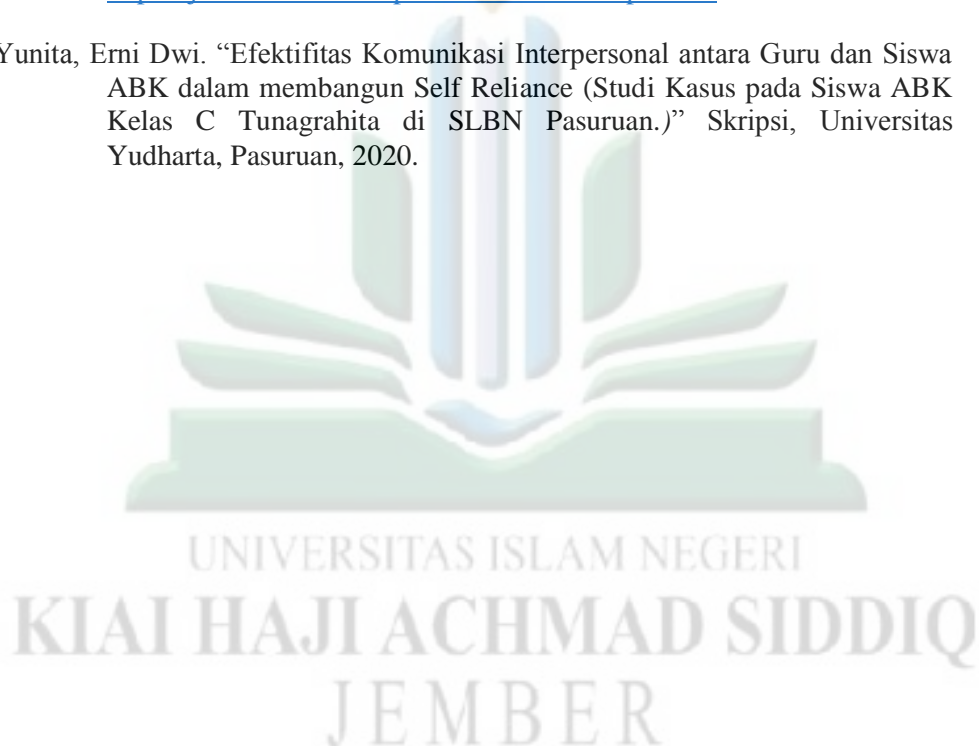 Yunita, Erni Dwi. “Efektifitas Komunikasi Interpersonal antara Guru dan Siswa
ABK dalam membangun Self Reliance (Studi Kasus pada Siswa ABK
Kelas C Tunagrahita di SLBN Pasuruan.)” Skripsi, Universitas
Yudharta, Pasuruan, 2020.
UNIVERSITAS ISLAM NEGERI
KIAI HAJI ACHMAD SIDDIQ
JEMBER